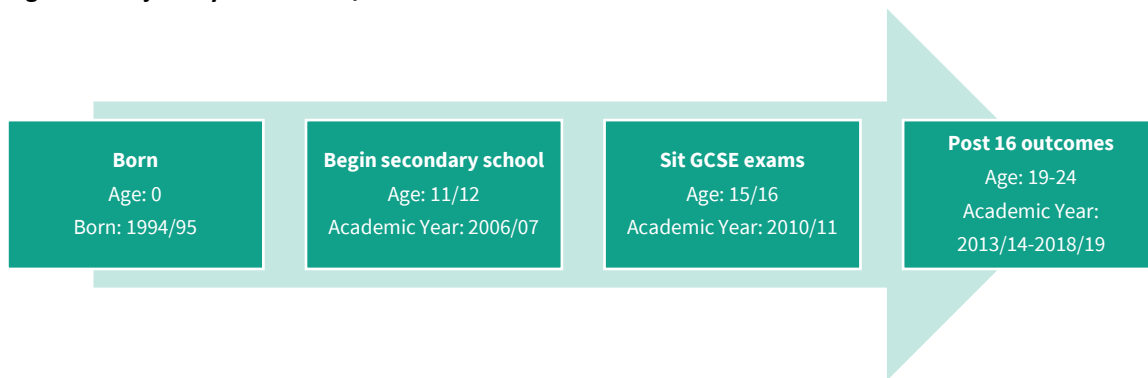 Born
Age: 0
Born: 1994/95
Begin secondary school
Age: 11/12
Academic Year: 2006/07
Sit GCSE exams
Age: 15/16
Academic Year: 2010/11
Post 16 outcomes
Age: 19-24
Academic Year:
2013/14-2018/19